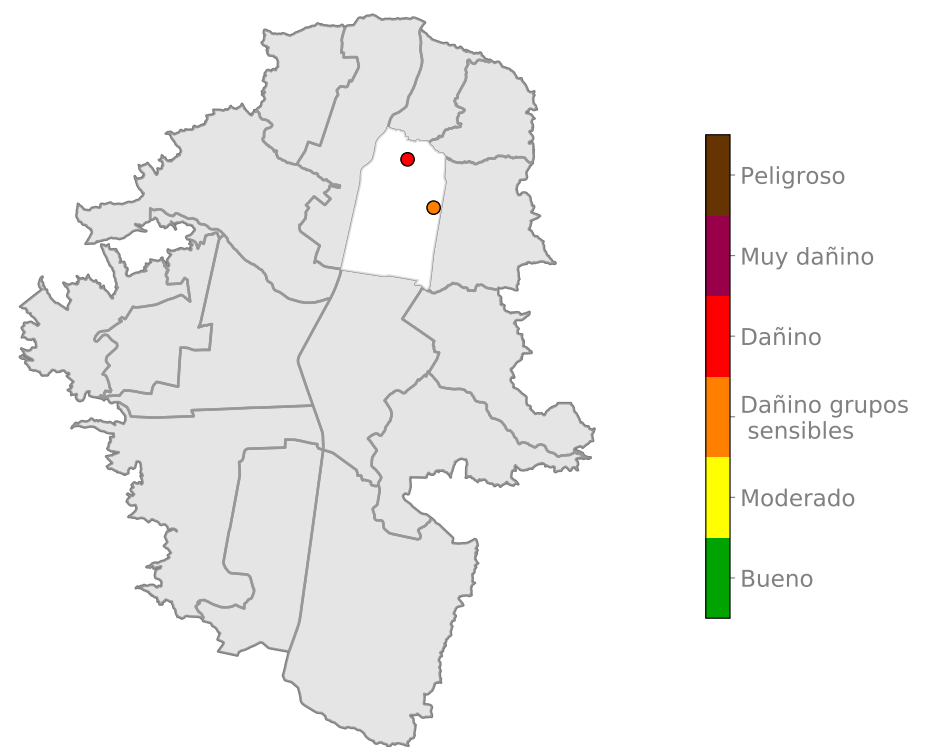 Peligroso
Muy dañino
Dañino
Dañino grupos
sensibles
Moderado
Bueno